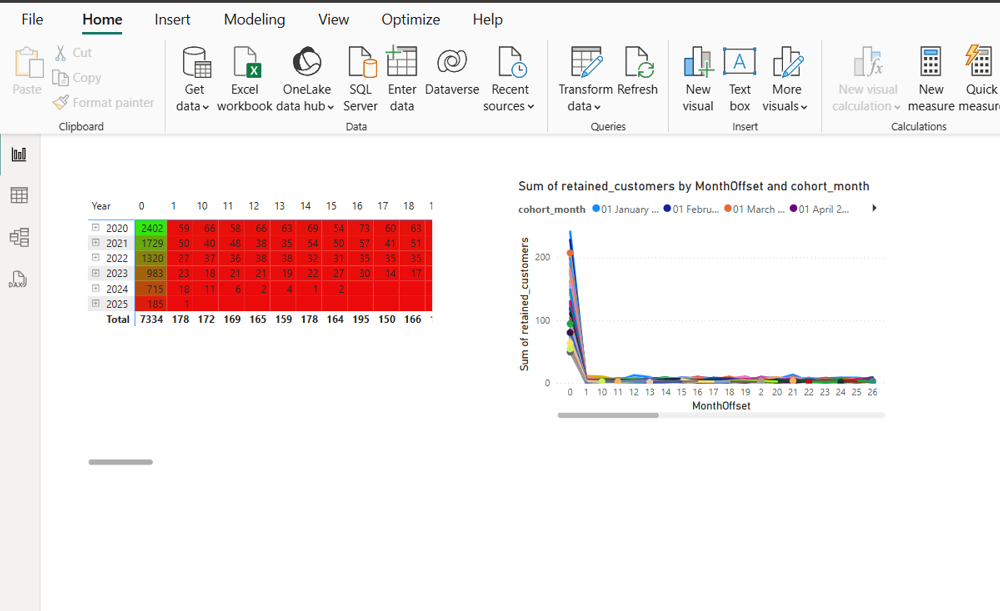 File Home Insert Modeling View Optimize Help
Paste
Cut
Copy
Format painter
Clipboard
Get data
Excel workbook
OneLake data hub
SQL Server
Enter data
Dataverse
Recent sources
Data
Transform data
Refresh
Queries
New visual
Text box
More visuals
Insert
New visual calculation
New measure
Quick measur
Calculations
DAX
Year 0 1 10 11 12 13 14 15 16 17 18 1
2020 2402 59 66 58 66 63 69 54 73 60 63
2021 1729 50 40 48 38 35 54 50 57 41 51
2022 1320 27 37 36 38 38 32 31 35 35 35
2023 983 23 18 21 21 19 22 27 30 14 17
2024 715 18 11 6 2 4 1 2
2025 185 1
Total 7334 178 172 169 165 159 178 164 195 150 166
Sum of retained_customers by MonthOffset and cohort_month
cohort_month 01 January ... 01 Febru... 01 March ... 01 April 2...
Sum of retained_customers
200
100
0
0 1 10 11 12 13 14 15 16 17 18 19 2 20 21 22 23 24 25 26
MonthOffset